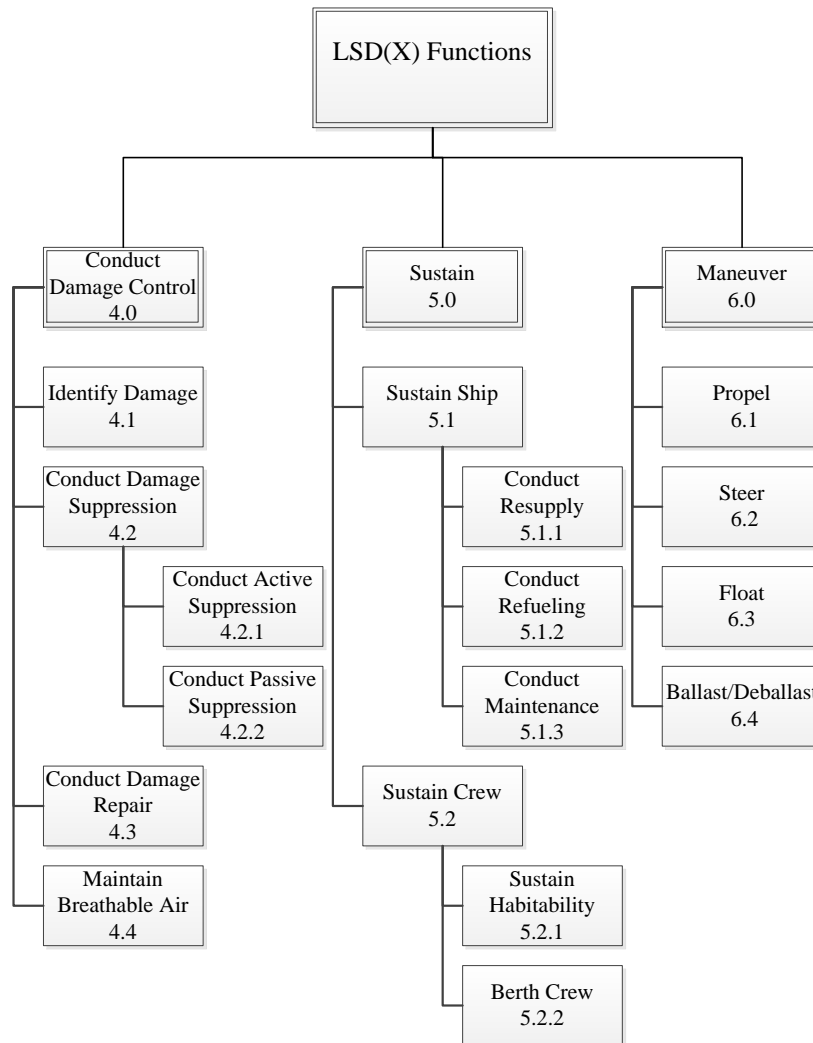 LSD(X) Functions
Conduct
Damage Control
4.0
Identify Damage
4.1
Conduct Damage
Suppression
4.2
Conduct Active
Suppression
4.2.1
Conduct Passive
Suppression
4.2.2
Conduct Damage
Repair
4.3
Maintain
Breathable Air
4.4
Sustain
5.0
Sustain Ship
5.1
Conduct
Resupply
5.1.1
Conduct
Refueling
5.1.2
Conduct
Maintenance
5.1.3
Sustain Crew
5.2
Sustain
Habitability
5.2.1
Berth Crew
5.2.2
Maneuver
6.0
Propel
6.1
Steer
6.2
Float
6.3
Ballast/Deballast
6.4